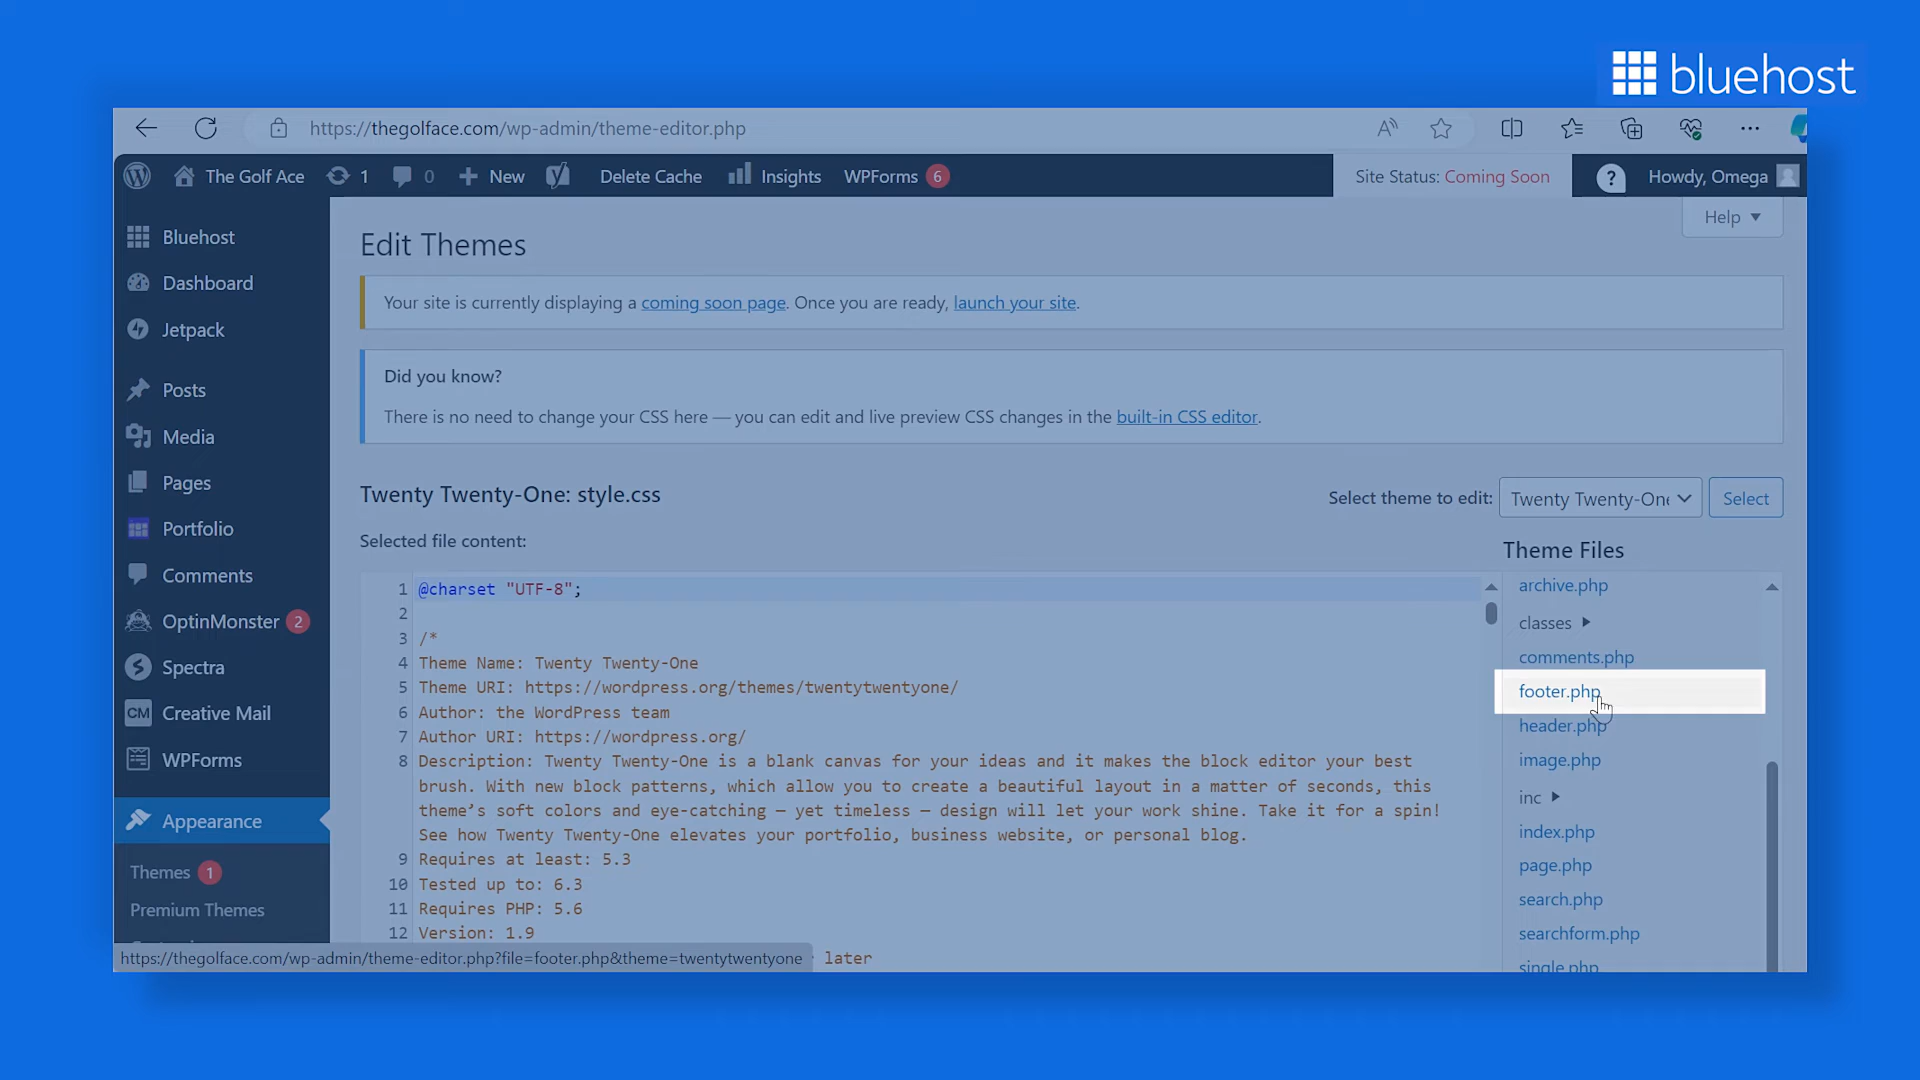 bluehost
https://thegolface.com/wp-admin/theme-editor.php
The Golf Ace 1 0 New Delete Cache Insights WPForms 6 Site Status: Coming Soon ? Howdy, Omega
Help
Bluehost
Dashboard
Jetpack
Posts
Media
Pages
Portfolio
Comments
OptinMonster 2
Spectra
CM Creative Mail
WPForms
Appearance
Themes 1
Premium Themes
Edit Themes
Your site is currently displaying a coming soon page. Once you are ready, launch your site.
Did you know?
There is no need to change your CSS here — you can edit and live preview CSS changes in the built-in CSS editor.
Twenty Twenty-One: style.css
Select theme to edit: Twenty Twenty-One Select
Selected file content:
1 @charset "UTF-8";
2
3 /*
4 Theme Name: Twenty Twenty-One
5 Theme URI: https://wordpress.org/themes/twentytwentyone/
6 Author: the WordPress team
7 Author URI: https://wordpress.org/
8 Description: Twenty Twenty-One is a blank canvas for your ideas and it makes the block editor your best
brush. With new block patterns, which allow you to create a beautiful layout in a matter of seconds, this
theme’s soft colors and eye-catching — yet timeless — design will let your work shine. Take it for a spin!
See how Twenty Twenty-One elevates your portfolio, business website, or personal blog.
9 Requires at least: 5.3
10 Tested up to: 6.3
11 Requires PHP: 5.6
12 Version: 1.9
later
Theme Files
archive.php
classes
comments.php
footer.php
header.php
image.php
inc
index.php
page.php
search.php
searchform.php
single.php
https://thegolface.com/wp-admin/theme-editor.php?file=footer.php&theme=twentytwentyone